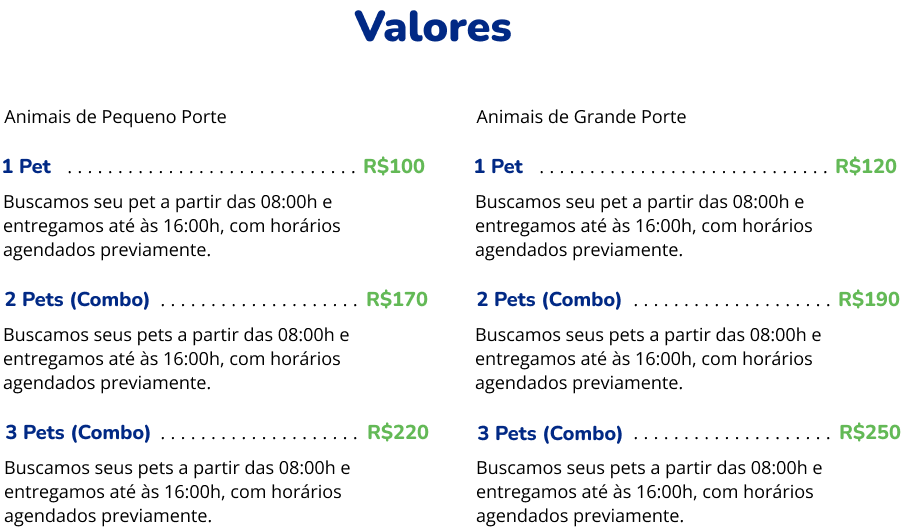 Valores
Animais de Pequeno Porte
1 Pet ............................. R$100
Buscamos seu pet a partir das 08:00h e
entregamos até às 16:00h, com horários
agendados previamente.
2 Pets (Combo) .................... R$170
Buscamos seus pets a partir das 08:00h e
entregamos até às 16:00h, com horários
agendados previamente.
3 Pets (Combo) .................... R$220
Buscamos seus pets a partir das 08:00h e
entregamos até às 16:00h, com horários
agendados previamente.
Animais de Grande Porte
1 Pet ............................. R$120
Buscamos seu pet a partir das 08:00h e
entregamos até às 16:00h, com horários
agendados previamente.
2 Pets (Combo) .................... R$190
Buscamos seus pets a partir das 08:00h e
entregamos até às 16:00h, com horários
agendados previamente.
3 Pets (Combo) .................... R$250
Buscamos seus pets a partir das 08:00h e
entregamos até às 16:00h, com horários
agendados previamente.